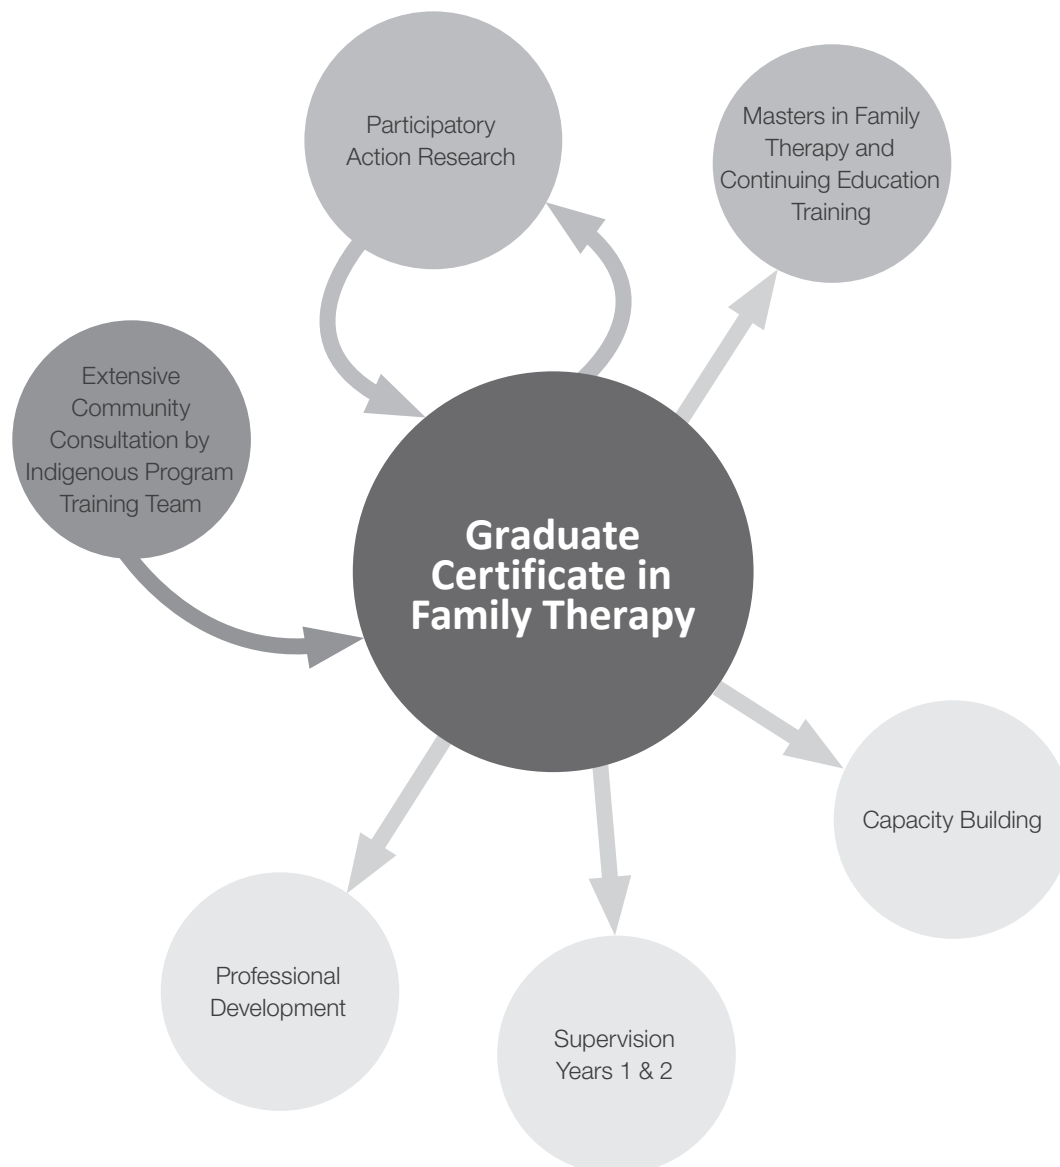 Participatory
Action Research
Masters in Family
Therapy and
Continuing Education
Training
Extensive
Community
Consultation by
Indigenous Program
Training Team
Graduate
Certificate in
Family Therapy
Capacity Building
Professional
Development
Supervision
Years 1 & 2